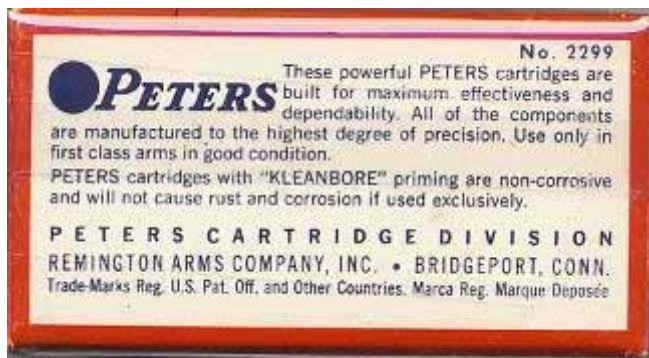 No. 2299
These powerful PETERS cartridges are
PETERS built for maximum effectiveness and
dependability. All of the components
are manufactured to the highest degree of precision. Use only in
first class arms in good condition.
PETERS cartridges with "KLEANBORE" priming are non-corrosive
and will not cause rust and corrosion if used exclusively.
PETERS CARTRIDGE DIVISION
REMINGTON ARMS COMPANY, INC. • BRIDGEPORT, CONN.
Trade-Marks Reg. U.S. Pat. Off. and Other Countries. Marca Reg. Marque Deposée